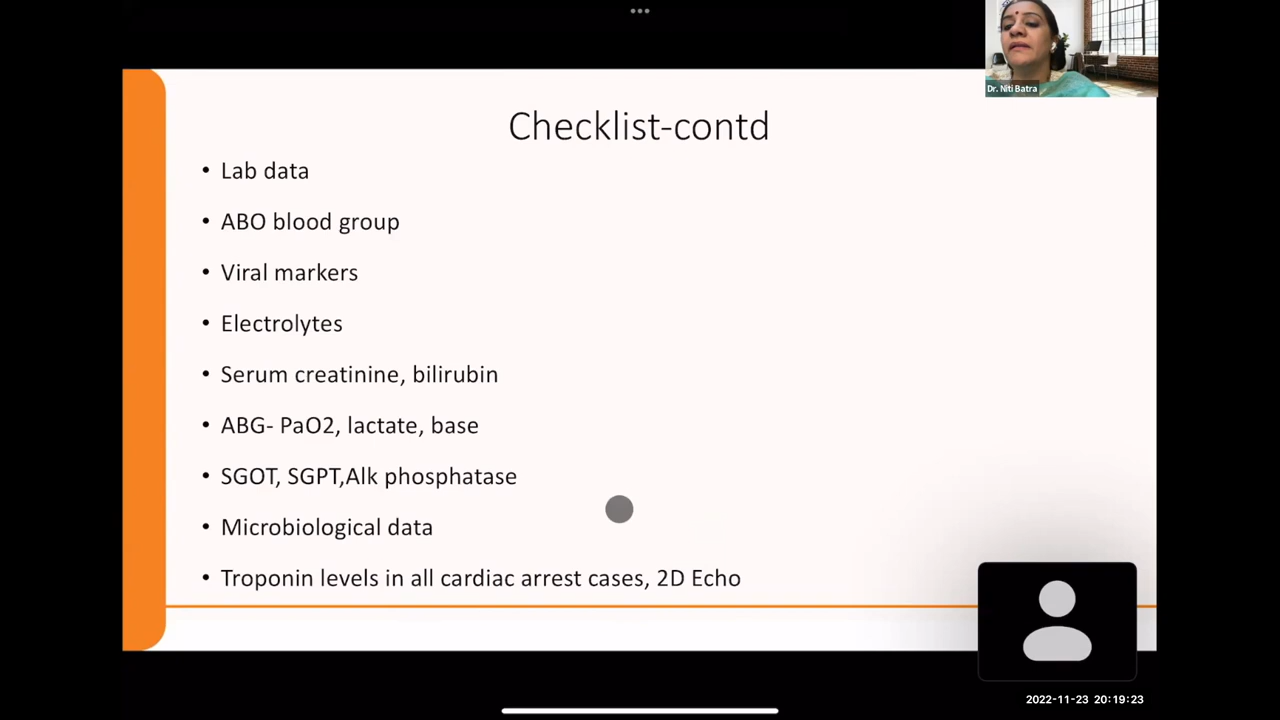 Dr. Niti Batra
Checklist-contd
• Lab data
• ABO blood group
• Viral markers
• Electrolytes
• Serum creatinine, bilirubin
• ABG- PaO2, lactate, base
• SGOT, SGPT,Alk phosphatase
• Microbiological data
• Troponin levels in all cardiac arrest cases, 2D Echo
2022-11-23 20:19:23